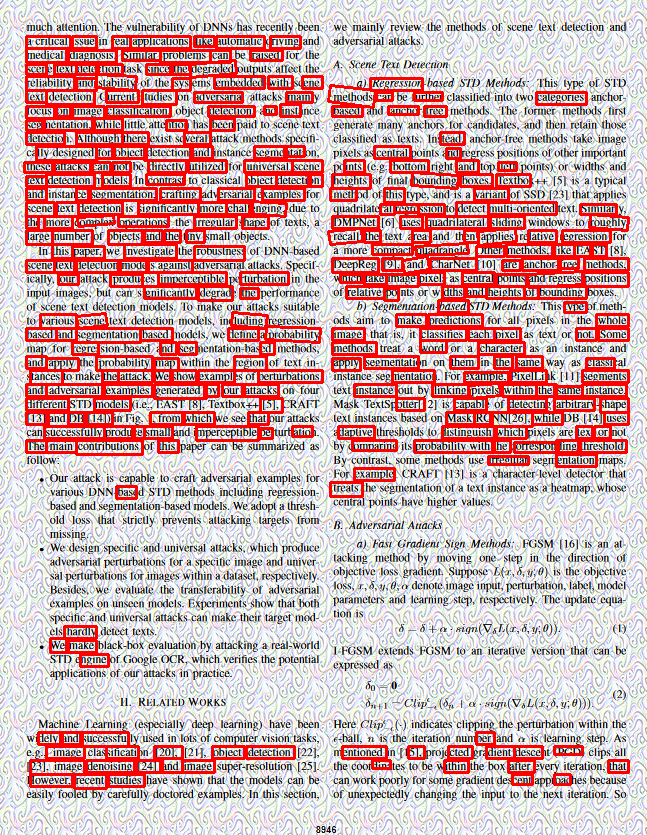 much attention. The vulnerability of DNNs has recently been
a critical issue in real applications like automatic driving and
medical diagnosis. Similar problems can be raised for the
scene text detection task since the degraded outputs affect the
reliability and stability of the systems embedded with scene
text detection. Current studies on adversarial attacks mainly
focus on image classification, object detection and instance
segmentation, while little attention has been paid to scene text
detection. Although there exist several attack methods specifi-
cally designed for object detection and instance segmentation,
these attacks can not be directly utilized for universal scene
text detection models. In contrast to classical object detection
and instance segmentation, crafting adversarial examples for
scene text detection is significantly more challenging, due to
the more complex operations, the irregular shape of texts, a
large number of objects and the tiny small objects.
In this paper, we investigate the robustness of DNN-based
scene text detection models against adversarial attacks. Specif-
ically, our attack produces imperceptible perturbation in the
input images, but can significantly degrade the performance
of scene text detection models. To make our attacks suitable
to various scene text detection models, including regression-
based and segmentation-based models, we define a probability
map for regression-based and segmentation-based methods,
and apply the probability map within the region of text in-
stances to make the attack. We show examples of perturbations
and adversarial examples generated by our attacks on four
different STD models (i.e., EAST [8], Textbox++ [5], CRAFT
[13] and DB [14]) in Fig. , from which we see that our attacks
can successfully produce small and imperceptible perturbation.
The main contributions of this paper can be summarized as
follow:
• Our attack is capable to craft adversarial examples for
various DNN-based STD methods including regression-
based and segmentation-based models. We adopt a thresh-
old loss that strictly prevents attacking targets from
missing.
• We design specific and universal attacks, which produce
adversarial perturbations for a specific image and univer-
sal perturbations for images within a dataset, respectively.
Besides, we evaluate the transferability of adversarial
examples on unseen models. Experiments show that both
specific and universal attacks can make their target mod-
els hardly detect texts.
• We make black-box evaluation by attacking a real-world
STD engine of Google OCR, which verifies the potential
applications of our attacks in practice.
II. RELATED WORKS
Machine Learning (especially deep learning) have been
widely and successfully used in lots of computer vision tasks,
e.g., image classification [20], [21], object detection [22],
[23], image denoising [24] and image super-resolution [25].
However, recent studies have shown that the models can be
easily fooled by carefully doctored examples. In this section,
we mainly review the methods of scene text detection and
adversarial attacks.
A. Scene Text Detection
a) Regression-based STD Methods: This type of STD
methods can be further classified into two categories anchor-
based and anchor-free methods. The former methods first
generate many anchors for candidates, and then retain those
classified as texts. Instead, anchor-free methods take image
pixels as central points and regress positions of other important
points (e.g. bottom right and top left points) or widths and
heights of final bounding boxes. Textbox++ [5] is a typical
method of this type, and is a variant of SSD [23] that applies
quadrilateral regression to detect multi-oriented text. Similarly,
DMPNet [6] uses quadrilateral sliding windows to roughly
recall the text area and then applies relative regression for
a more compact quadrangle. Other methods, like EAST [8],
DeepReg [9], and CharNet [10] are anchor-free methods,
which take image pixel as central points and regress positions
of relative points or widths and heights of bounding boxes.
b) Segmentation-based STD Methods: This type of meth-
ods aim to make predictions for all pixels in the whole
image, that is, it classifies each pixel as text or not. Some
methods treat a word or a character as an instance and
apply segmentation on them in the same way as classical
instance segmentation. For example, PixelLink [11] segments
text instance out by linking pixels within the same instance.
Mask TextSpotter [12] is capable of detecting arbitrary-shape
text instances based on Mask RCNN [26], while DB [14] uses
adaptive thresholds to distinguish which pixels are text or not
by comparing its probability with the corresponding threshold.
By contrast, some methods use irregular segmentation maps.
For example, CRAFT [13] is a character-level detector that
treats the segmentation of a text instance as a heatmap, whose
central points have higher values.
B. Adversarial Attacks
a) Fast Gradient Sign Methods: FGSM [16] is an at-
tacking method by moving one step in the direction of
objective loss gradient. Suppose L(x, δ, y, θ) is the objective
loss, x, δ, y, θ, α denote image input, perturbation, label, model
parameters and learning step, respectively. The update equa-
tion is
δ = δ + α · sign(∇δL(x, δ, y, θ)). (1)
I-FGSM extends FGSM to an iterative version that can be
expressed as
δ0 = 0
δn+1 = Clipϵ(δn + α · sign(∇δL(x, δ, y, θ))). (2)
Here Clipϵ(·) indicates clipping the perturbation within the
ϵ-ball, n is the iteration number and α is learning step. As
mentioned in [15], projected gradient descent (PGD) clips all
the coordinates to be within the box after every iteration, that
can work poorly for some gradient descent approaches because
of unexpectedly changing the input to the next iteration. So
8946